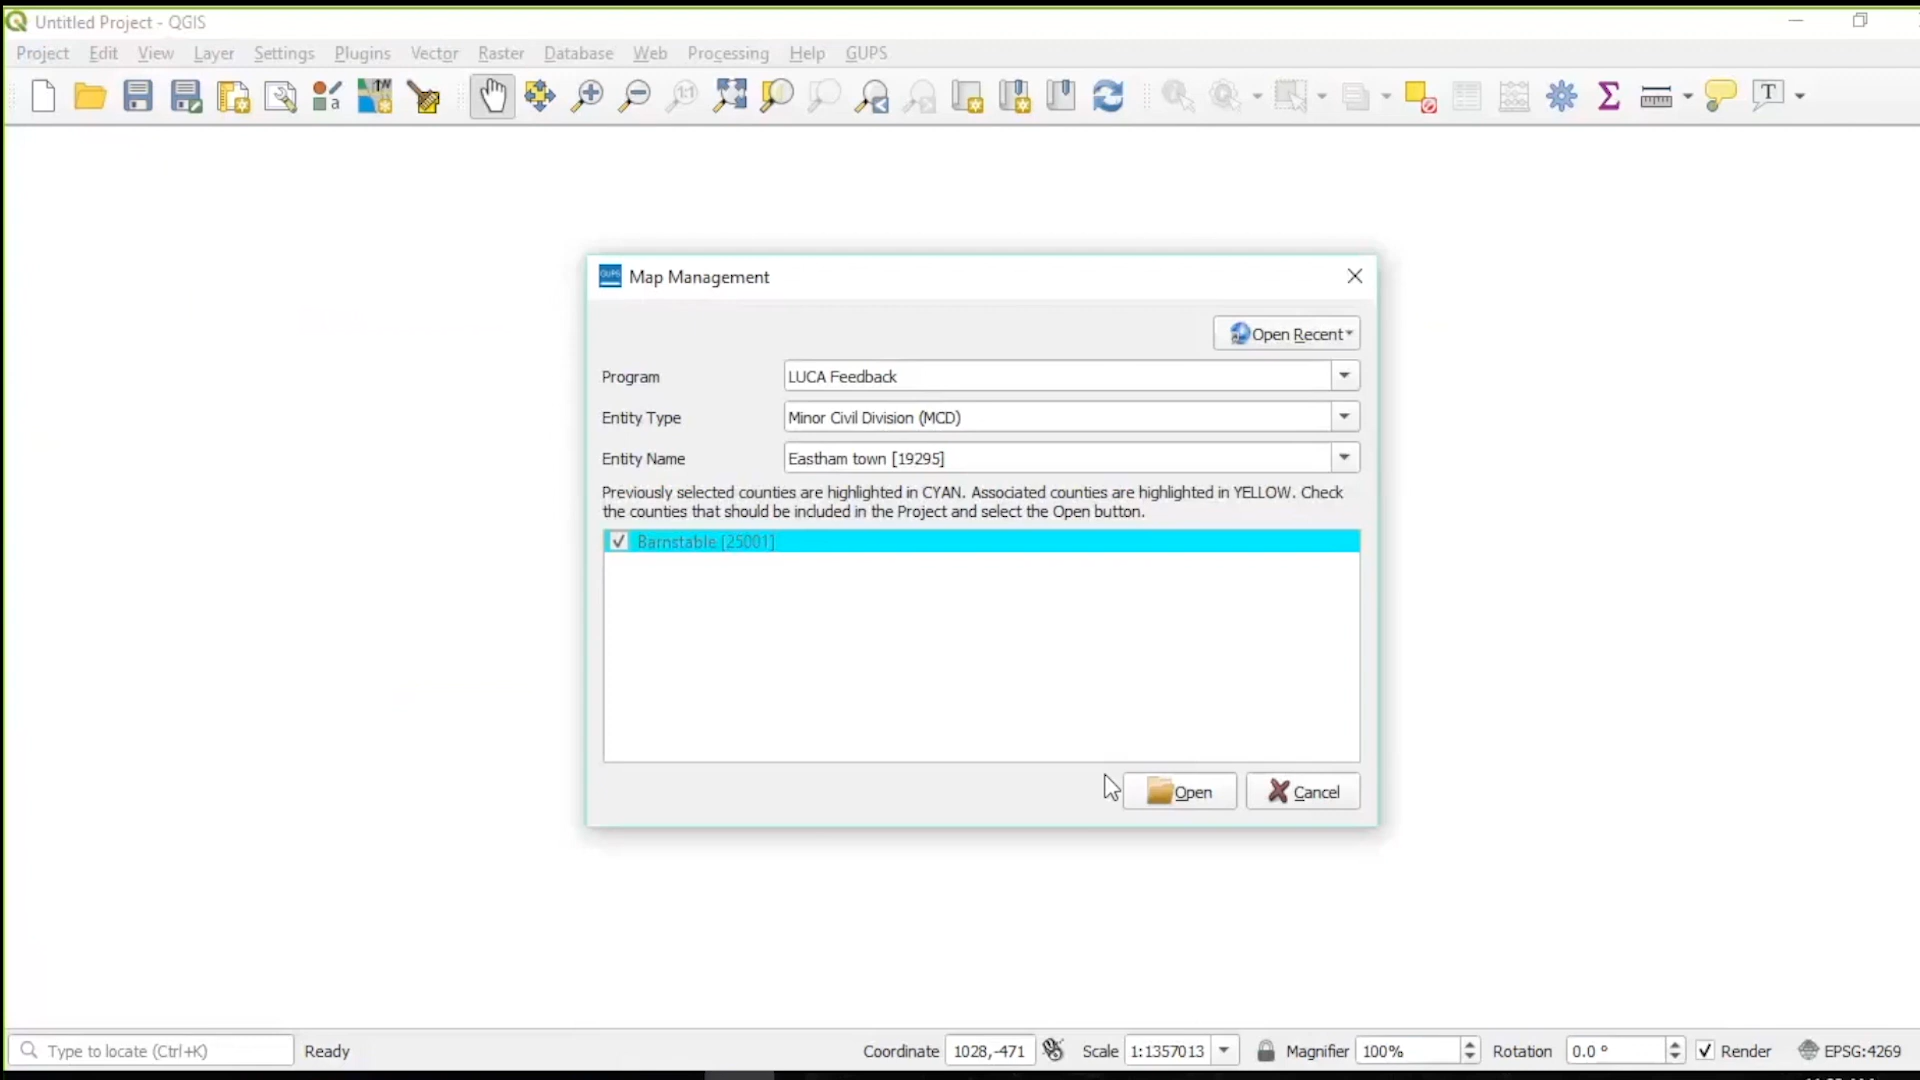 Untitled Project - QGIS
Project Edit View Layer Settings Plugins Vector Raster Database Web Processing Help GUPS
Map Management
Open Recent
Program LUCA Feedback
Entity Type Minor Civil Division (MCD)
Entity Name Eastham town [19295]
Previously selected counties are highlighted in CYAN. Associated counties are highlighted in YELLOW. Check
the counties that should be included in the Project and select the Open button.
Barnstable [25001]
Open Cancel
Type to locate (Ctrl+K) Ready Coordinate 1028,-471 Scale 1:1357013 Magnifier 100% Rotation 0.0 ° Render EPSG:4269